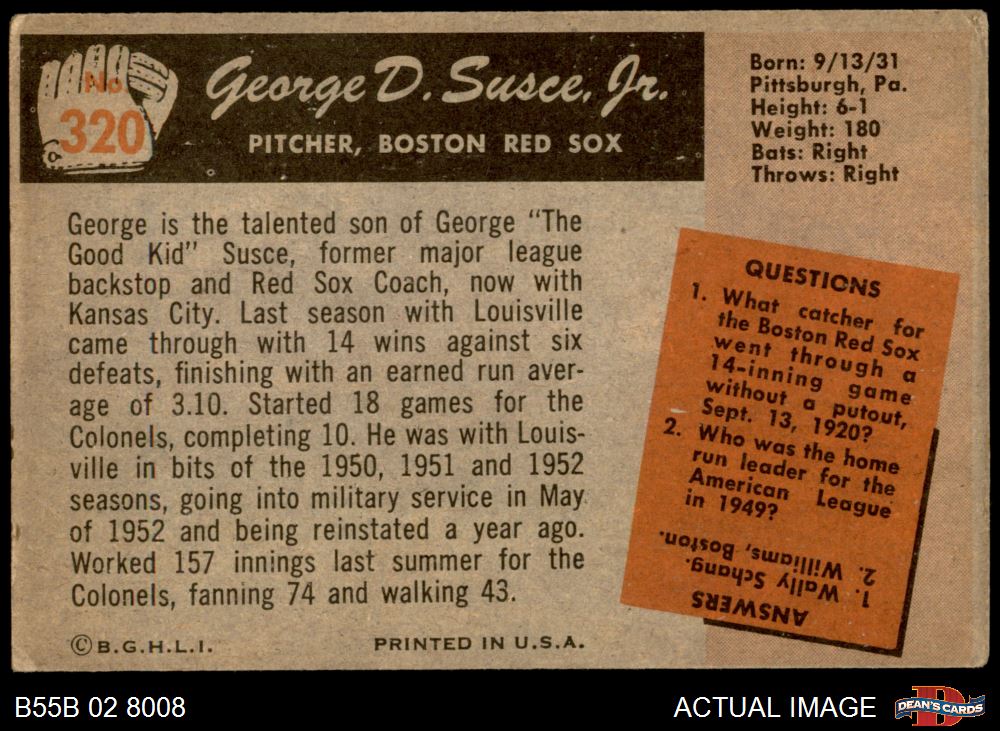 No
320
George D. Susce, Jr.
PITCHER, BOSTON RED SOX
Born: 9/13/31
Pittsburgh, Pa.
Height: 6-1
Weight: 180
Bats: Right
Throws: Right
George is the talented son of George "The
Good Kid" Susce, former major league
backstop and Red Sox Coach, now with
Kansas City. Last season with Louisville
came through with 14 wins against six
defeats, finishing with an earned run aver-
age of 3.10. Started 18 games for the
Colonels, completing 10. He was with Louis-
ville in bits of the 1950, 1951 and 1952
seasons, going into military service in May
of 1952 and being reinstated a year ago.
Worked 157 innings last summer for the
Colonels, fanning 74 and walking 43.
QUESTIONS
1. What catcher for
the Boston Red Sox
went through a
14-inning game
without a putout,
Sept. 13, 1920?
2. Who was the home
run leader for the
American League
in 1949?
ANSWERS
1. Wally Schang.
2. Williams, Boston.
©B.G.H.L.I.
PRINTED IN U.S.A.
B55B 02 8008
ACTUAL IMAGE
D
DEAN'S CARDS